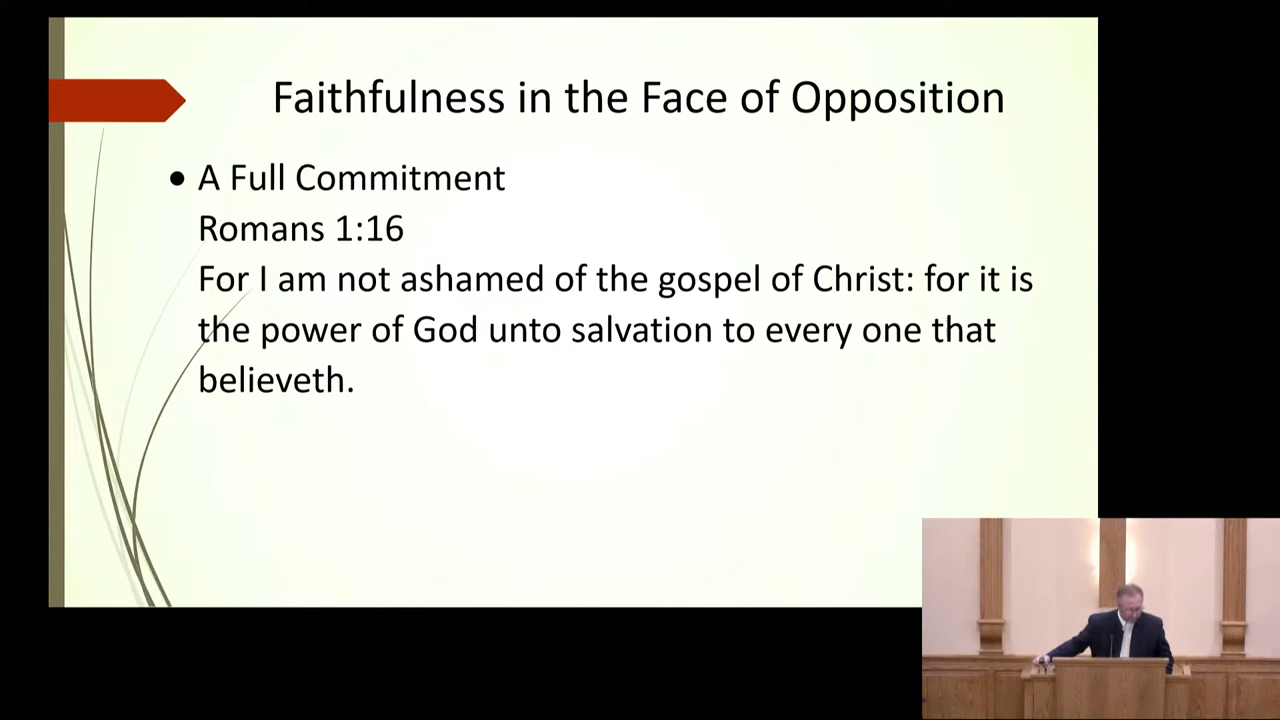 Faithfulness in the Face of Opposition
• A Full Commitment
Romans 1:16
For I am not ashamed of the gospel of Christ: for it is
the power of God unto salvation to every one that
believeth.